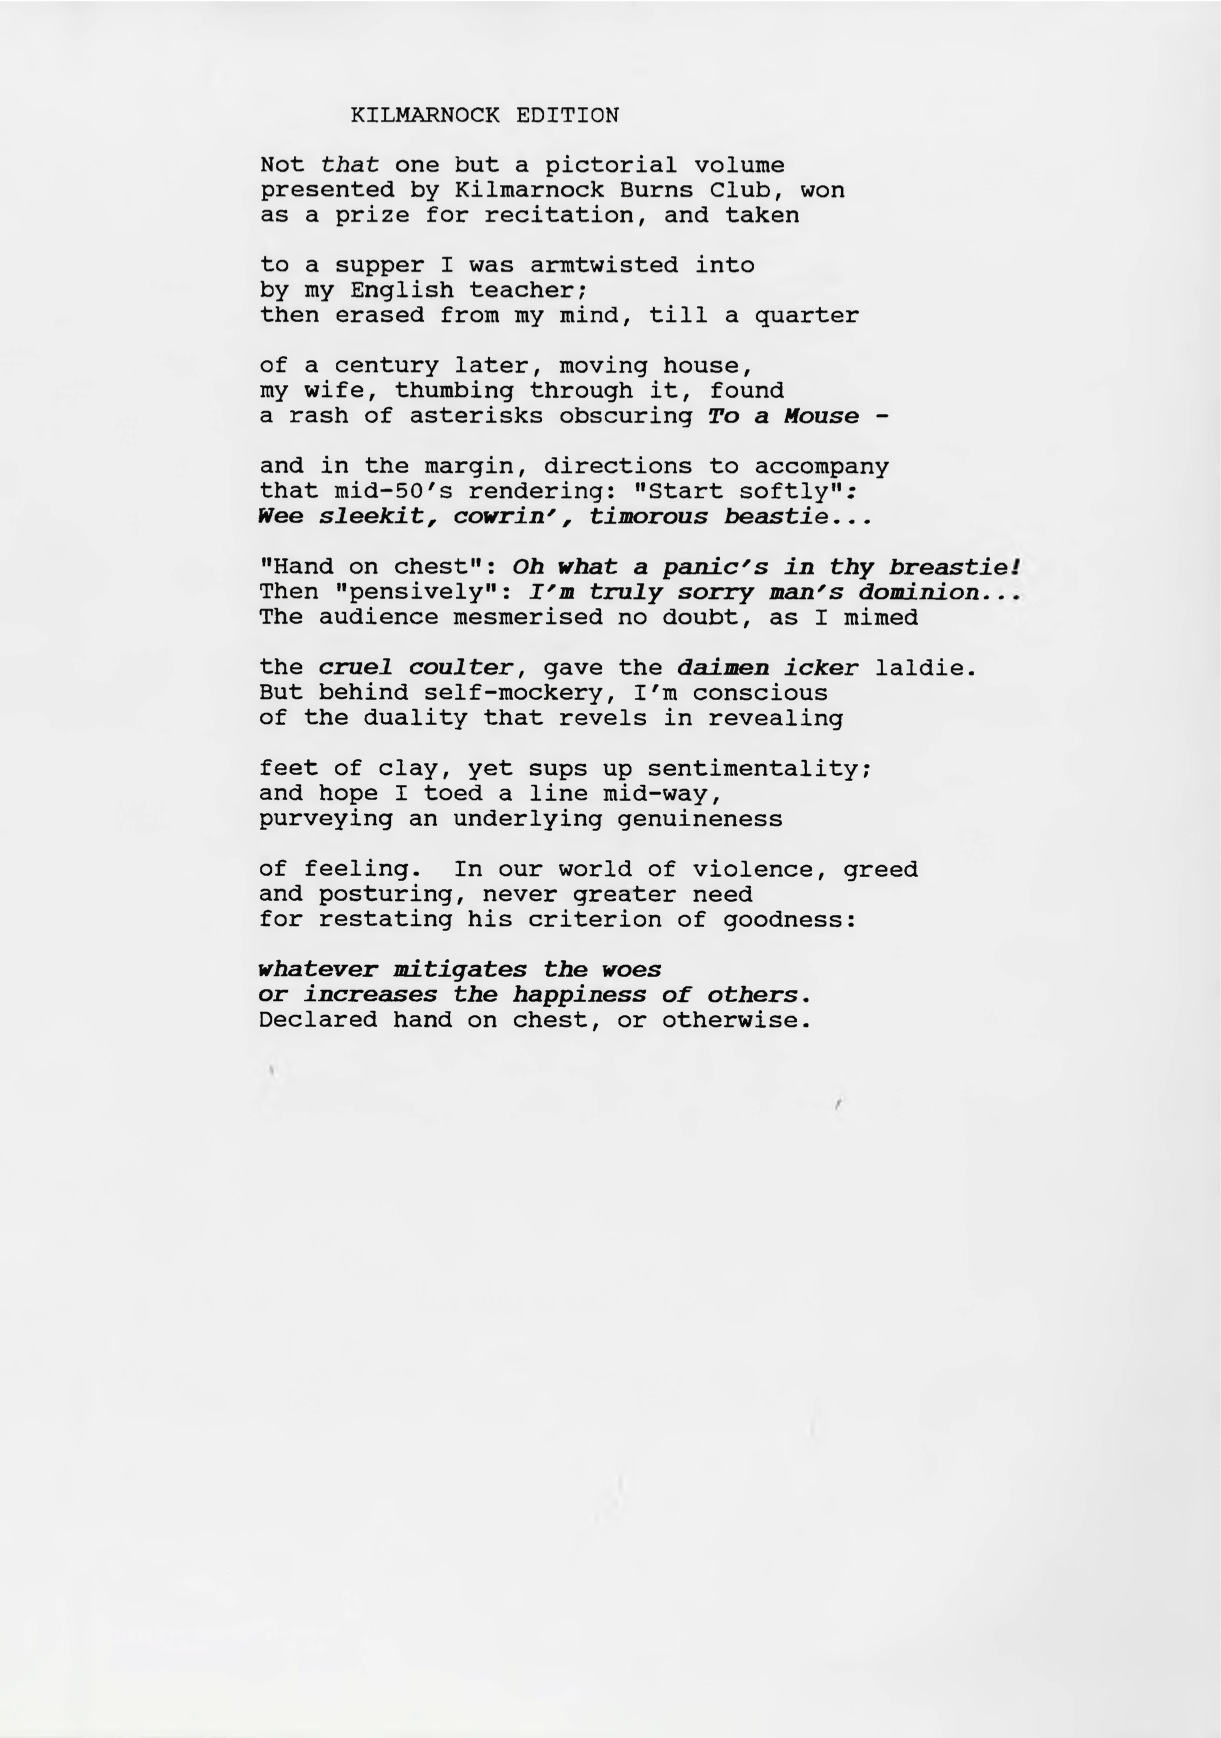 KILMARNOCK EDITION
Not that one but a pictorial volume
presented by Kilmarnock Burns Club, won
as a prize for recitation, and taken
to a supper I was armtwisted into
by my English teacher;
then erased from my mind, till a quarter
of a century later, moving house,
my wife, thumbing through it, found
a rash of asterisks obscuring To a Mouse -
and in the margin, directions to accompany
that mid-50's rendering: "Start softly":
Wee sleekit, cowrin', timorous beastie...
"Hand on chest": Oh what a panic's in thy breastie!
Then "pensively": I'm truly sorry man's dominion...
The audience mesmerised no doubt, as I mimed
the cruel coulter, gave the daimen icker laldie.
But behind self-mockery, I'm conscious
of the duality that revels in revealing
feet of clay, yet sups up sentimentality;
and hope I toed a line mid-way,
purveying an underlying genuineness
of feeling.  In our world of violence, greed
and posturing, never greater need
for restating his criterion of goodness:
whatever mitigates the woes
or increases the happiness of others.
Declared hand on chest, or otherwise.